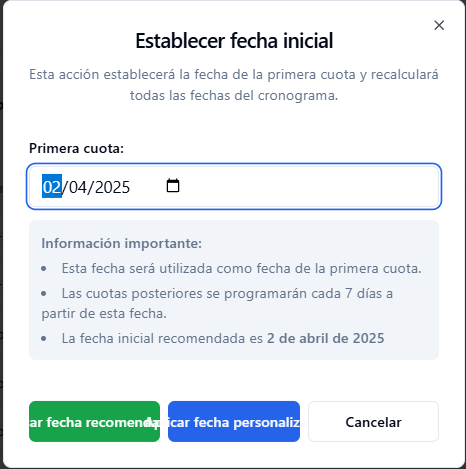 Establecer fecha inicial
Esta acción establecerá la fecha de la primera cuota y recalculará
todas las fechas del cronograma.
Primera cuota:
02/04/2025
Información importante:
• Esta fecha será utilizada como fecha de la primera cuota.
• Las cuotas posteriores se programarán cada 7 días a
partir de esta fecha.
• La fecha inicial recomendada es 2 de abril de 2025
fecha recomenda
fecha personaliz
Cancelar